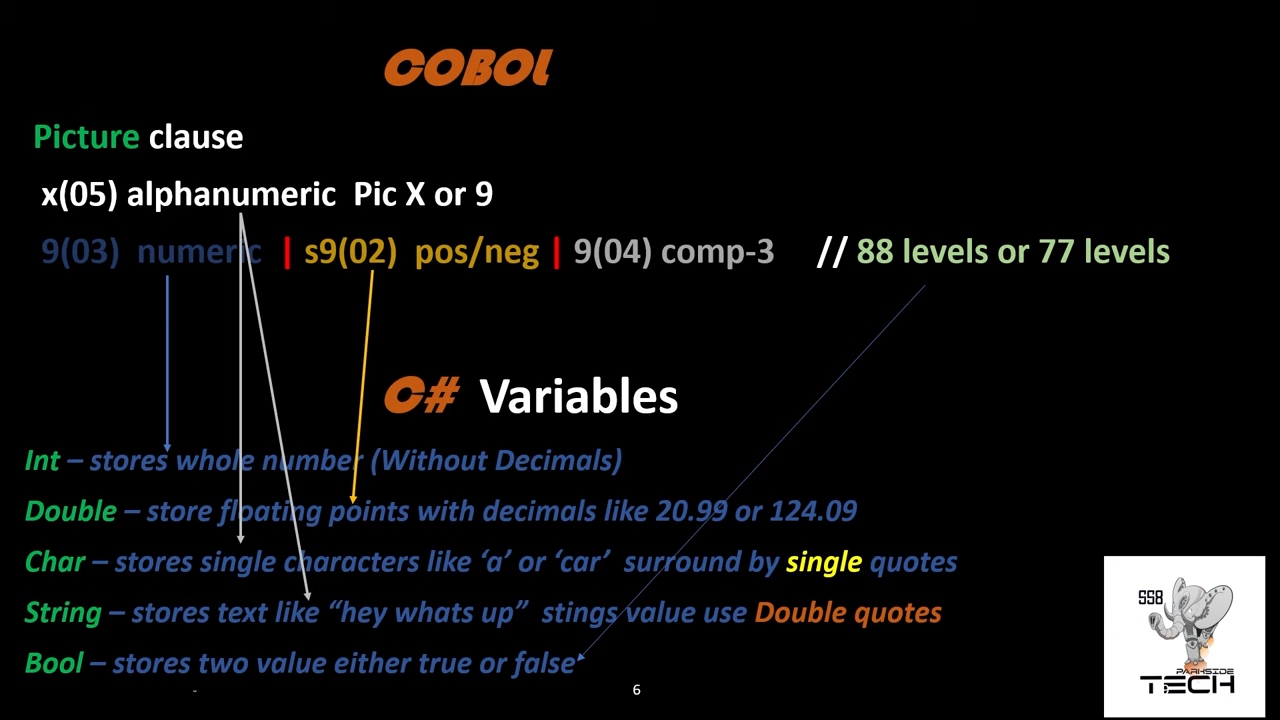 COBOL
Picture clause
x(05) alphanumeric Pic X or 9
9(03) numeric | s9(02) pos/neg | 9(04) comp-3 // 88 levels or 77 levels
C# Variables
Int – stores whole number (Without Decimals)
Double – store floating points with decimals like 20.99 or 124.09
Char – stores single characters like ‘a’ or ‘car’ surround by single quotes
String – stores text like “hey whats up” stings value use Double quotes
Bool – stores two value either true or false
-
6
SSB
PARKSIDE
TECH